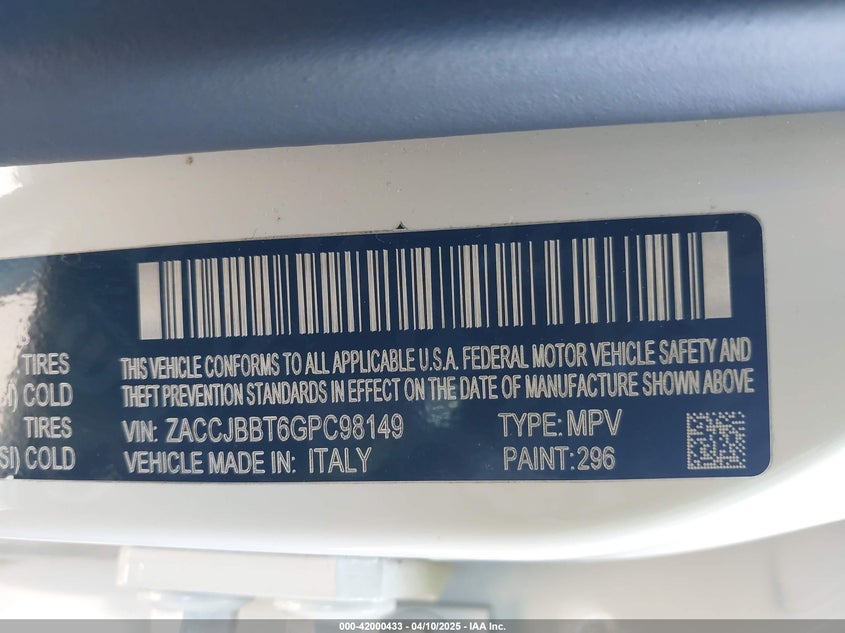 TIRES
THIS VEHICLE CONFORMS TO ALL APPLICABLE U.S.A. FEDERAL MOTOR VEHICLE SAFETY AND
SI) COLD
THEFT PREVENTION STANDARDS IN EFFECT ON THE DATE OF MANUFACTURE SHOWN ABOVE
TIRES
VIN: ZACCJBBT6GPC98149 TYPE: MPV
SI) COLD
VEHICLE MADE IN: ITALY PAINT:296
000-42000433 - 04/10/2025 - IAA Inc.